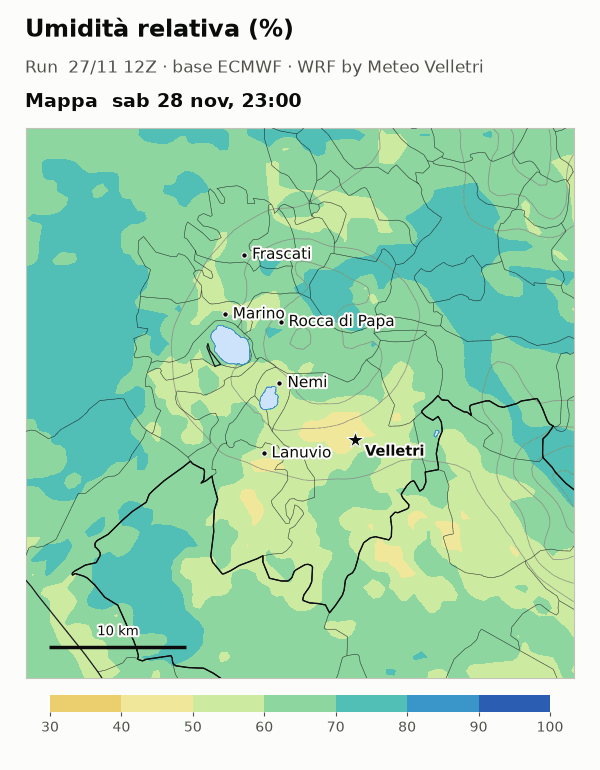 Umidità relativa (%)
Run  27/11 12Z · base ECMWF · WRF by Meteo Velletri
Mappa  sab 28 nov, 23:00
Frascati
Marino
Rocca di Papa
Nemi
Velletri
Lanuvio
10 km
30 40 50 60 70 80 90 100